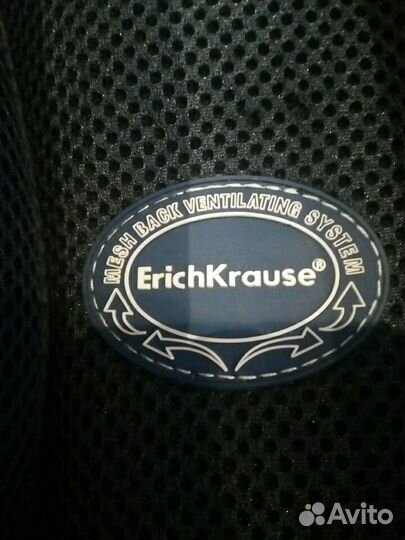 MESH BACK VENTILATING SYSTEM
ErichKrause®
Avito